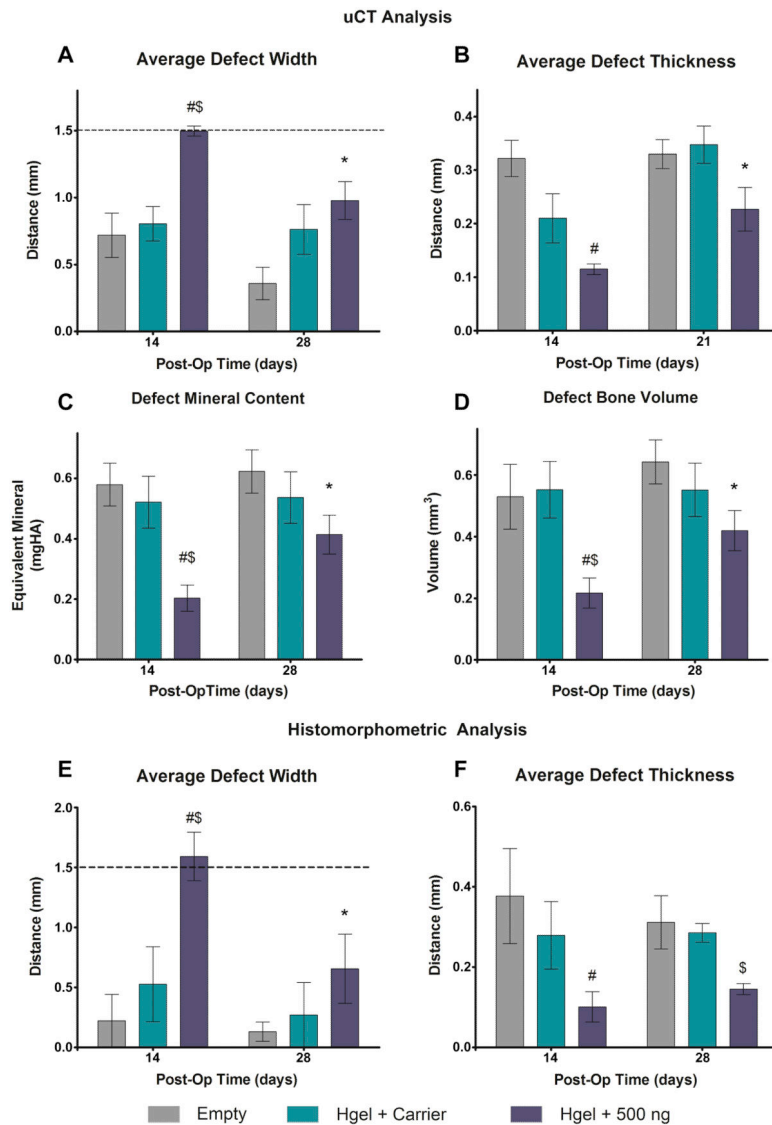 uCT Analysis
A
Average Defect Width
Distance (mm)
1.5
1.0
0.5
0.0
#$
*
14
28
Post-Op Time (days)
B
Average Defect Thickness
Distance (mm)
0.4
0.3
0.2
0.1
0.0
#
*
14
21
Post-Op Time (days)
C
Defect Mineral Content
Equivalent Mineral
(mgHA)
0.6
0.4
0.2
0.0
#$
*
14
28
Post-OpTime (days)
D
Defect Bone Volume
Volume (mm³)
0.6
0.4
0.2
0.0
#$
*
14
28
Post-Op Time (days)
Histomorphometric Analysis
E
Average Defect Width
Distance (mm)
2.0
1.5
0.5
0.0
#$
*
14
28
Post-Op Time (days)
F
Average Defect Thickness
Distance (mm)
0.6
0.4
0.2
0.0
#
$
14
28
Post-Op Time (days)
Empty
Hgel + Carrier
Hgel + 500 ng